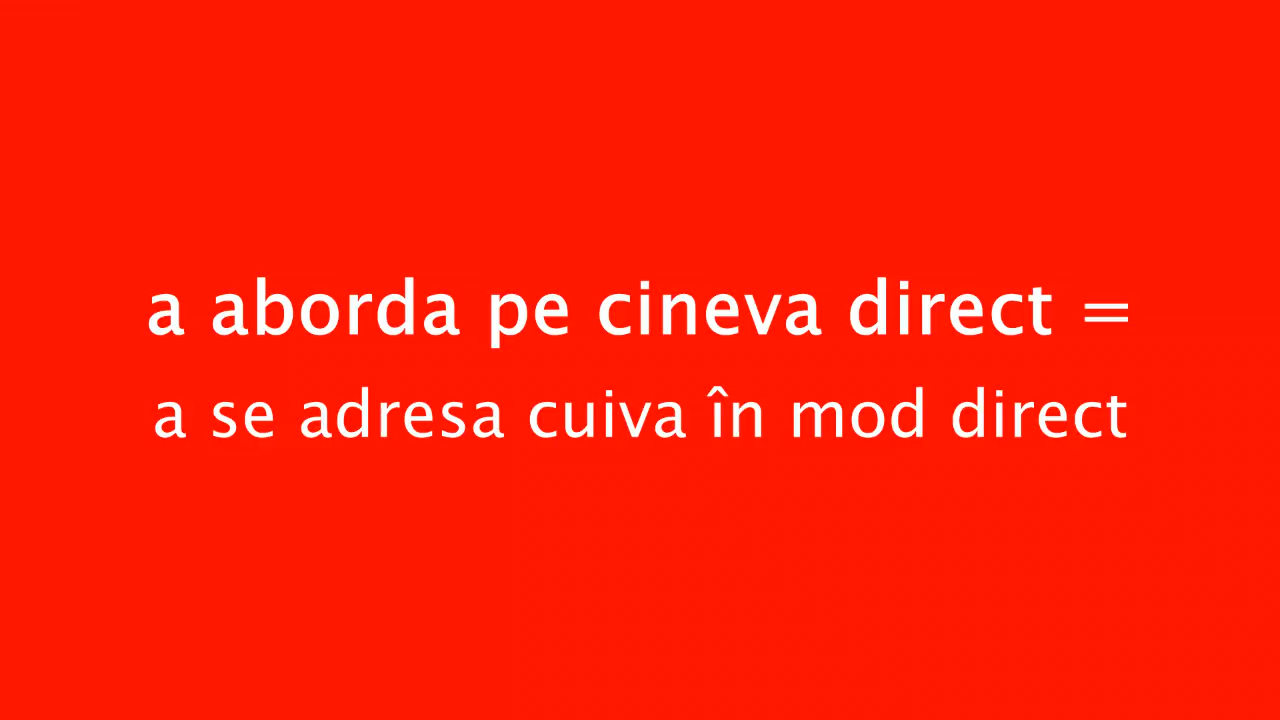 a aborda pe cineva direct =
a se adresa cuiva în mod direct